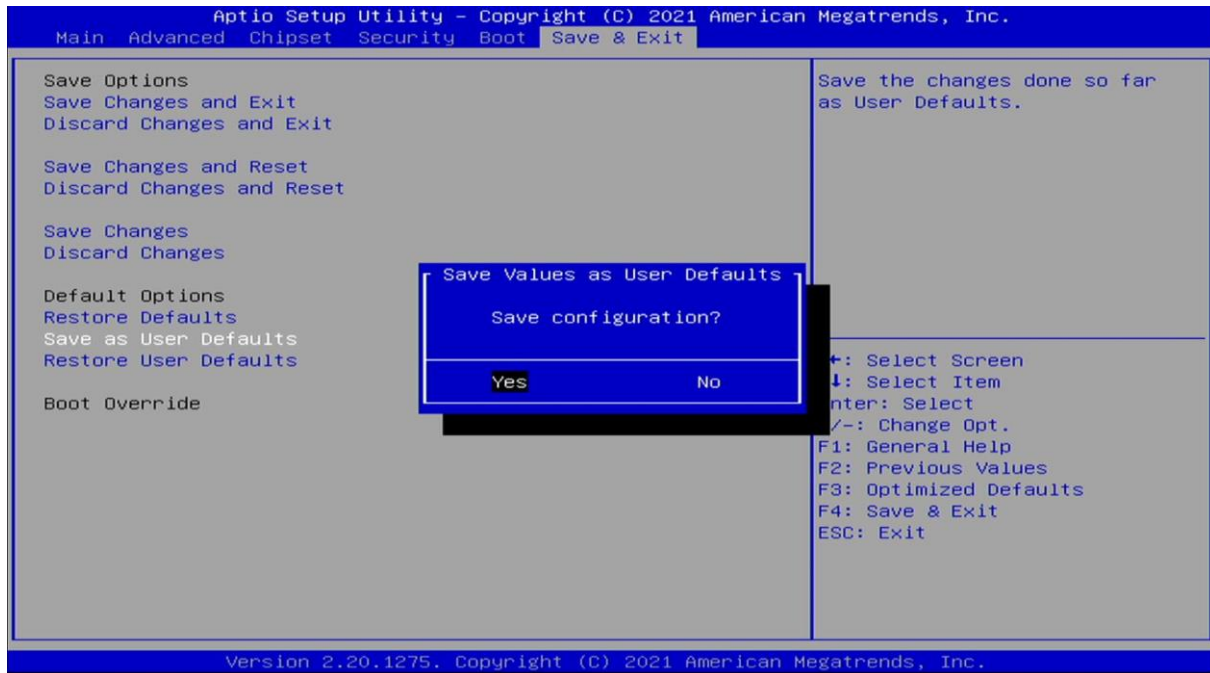 Aptio Setup Utility – Copyright (C) 2021 American Megatrends, Inc.
Main Advanced Chipset Security Boot Save & Exit
Save Options
Save Changes and Exit
Discard Changes and Exit
Save Changes and Reset
Discard Changes and Reset
Save Changes
Discard Changes
Default Options
Restore Defaults
Save as User Defaults
Restore User Defaults
Boot Override
Save Values as User Defaults
Save configuration?
Yes No
Save the changes done so far
as User Defaults.
←: Select Screen
↓: Select Item
nter: Select
/-: Change Opt.
F1: General Help
F2: Previous Values
F3: Optimized Defaults
F4: Save & Exit
ESC: Exit
Version 2.20.1275. Copyright (C) 2021 American Megatrends, Inc.